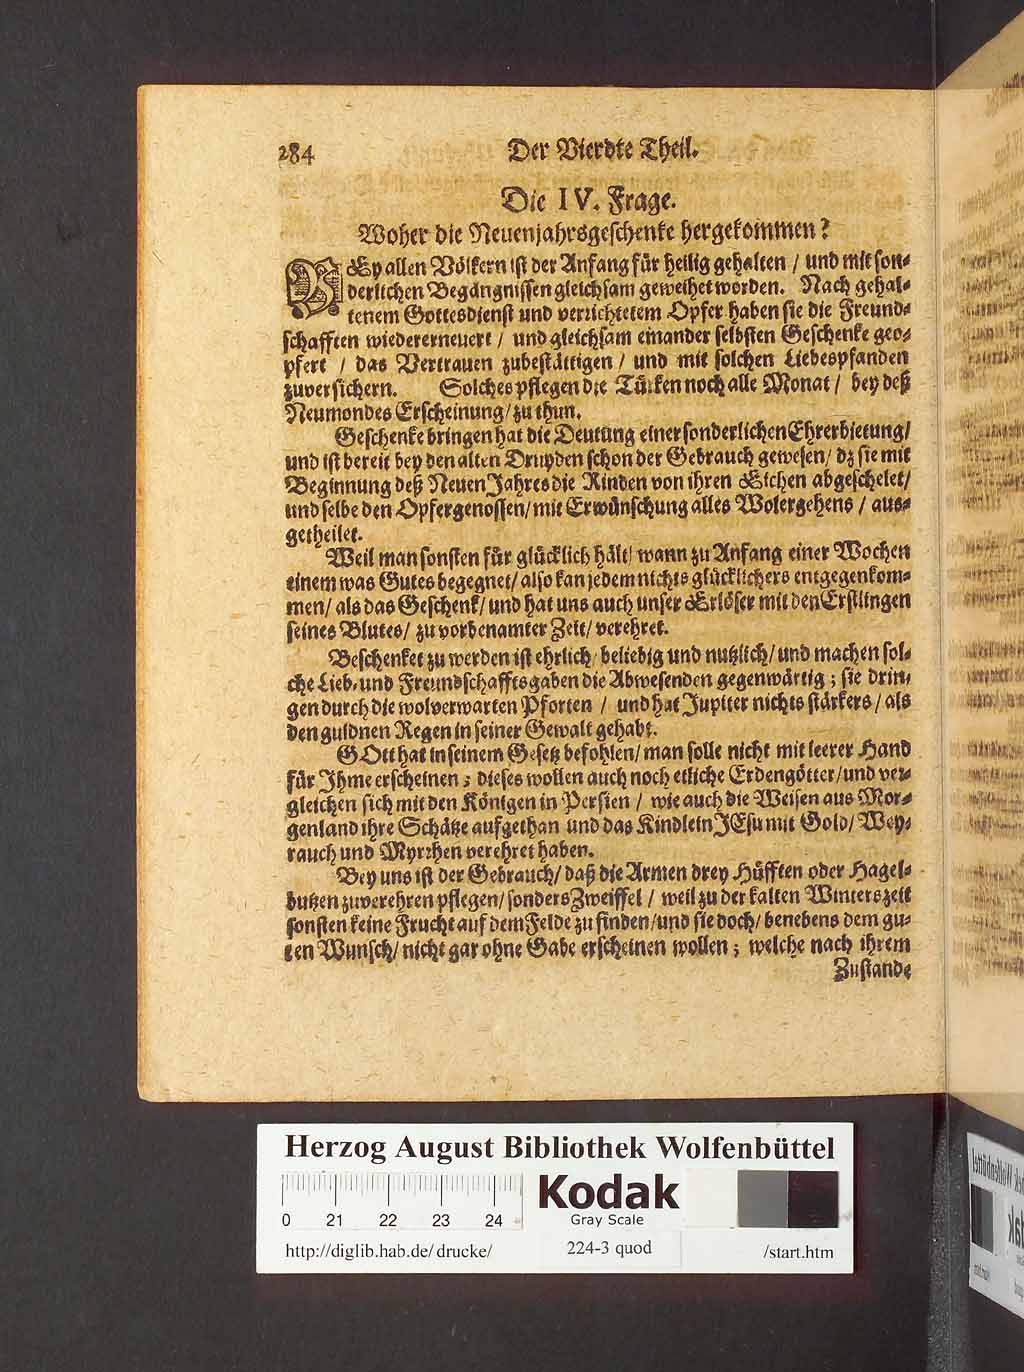 284 Der Vierdte Theil.
Die IV. Frage.
Woher die Neuenjahrsgeschenke hergekommen?
BEy allen Völkern ist der Anfang für heilig gehalten / und mit son-
derlichen Begängnissen gleichsam geweihet worden. Nach gehal-
tenem Gottesdienst und verzichtetem Opfer haben sie die Freund-
schafften wiedererneuert / und gleichsam einander selbsten Geschenke geo-
pfert / das Vertrauen zubestättigen / und mit solchen Liebespfanden
zuversichern. Solches pflegen die Türken noch alle Monat / bey deß
Neumondes Erscheinung / zu thun.
Geschenke bringen hat die Deutung einer sonderlichen Ehrerbietung /
und ist bereit bey den alten Druyden schon der Gebrauch gewesen / dz sie mit
Beginnung deß Neuen Jahres die Rinden von ihren Eichen abgeschelet /
und selbe den Opfergenossen / mit Erwünschung alles Wolergehens / aus-
getheilet.
Weil man sonsten für glücklich hält / wann zu Anfang einer Wochen
einem was Gutes begegnet / also kan jedem nichts glücklichers entgegenkom-
men / als das Geschenk / und hat uns auch unser Erlöser mit den Erstlingen
seines Blutes / zu vorbenamter Zeit / verehret.
Beschenket zu werden ist ehrlich / beliebig und nutzlich / und machen sol-
che Lieb- und Freundschafftsgaben die Abwesenden gegenwärtig ; sie drin-
gen durch die wolverwarten Pforten / und hat Jupiter nichts stärkers / als
den guldnen Regen in seiner Gewalt gehabt.
GOtt hat in seinem Gesetz befohlen / man solle nicht mit leerer Hand
für Ihme erscheinen ; dieses wollen auch noch etliche Erdengötter / und ver-
gleichen sich mit den Königen in Persien / wie auch die Weisen aus Mor-
genland ihre Schätze aufgethan und das Kindlein JEsu mit Gold / Wey-
rauch und Myrrhen verehret haben.
Bey uns ist der Gebrauch / daß die Armen drey Hüfften oder Hagel-
butzen zuverehren pflegen / sonders Zweiffel / weil zu der kalten Winterszeit
sonsten keine Frucht auf dem Felde zu finden / und sie doch / benebens dem gu-
ten Wunsch / nicht gar ohne Gabe erscheinen wollen ; welche nach ihrem
Zustande
Herzog August Bibliothek Wolfenbüttel
0 21 22 23 24
Kodak
Gray Scale
http://diglib.hab.de/drucke/ 224-3 quod /start.htm